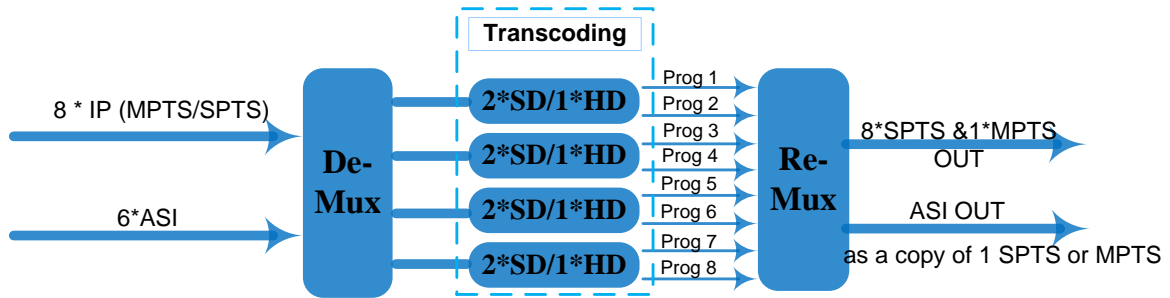 Transcoding
8 * IP (MPTS/SPTS)
6*ASI
De-
Mux
2*SD/1*HD
2*SD/1*HD
2*SD/1*HD
2*SD/1*HD
Prog 1
Prog 2
Prog 3
Prog 4
Prog 5
Prog 6
Prog 7
Prog 8
Re-
Mux
8*SPTS &1*MPTS
OUT
ASI OUT
as a copy of 1 SPTS or MPTS